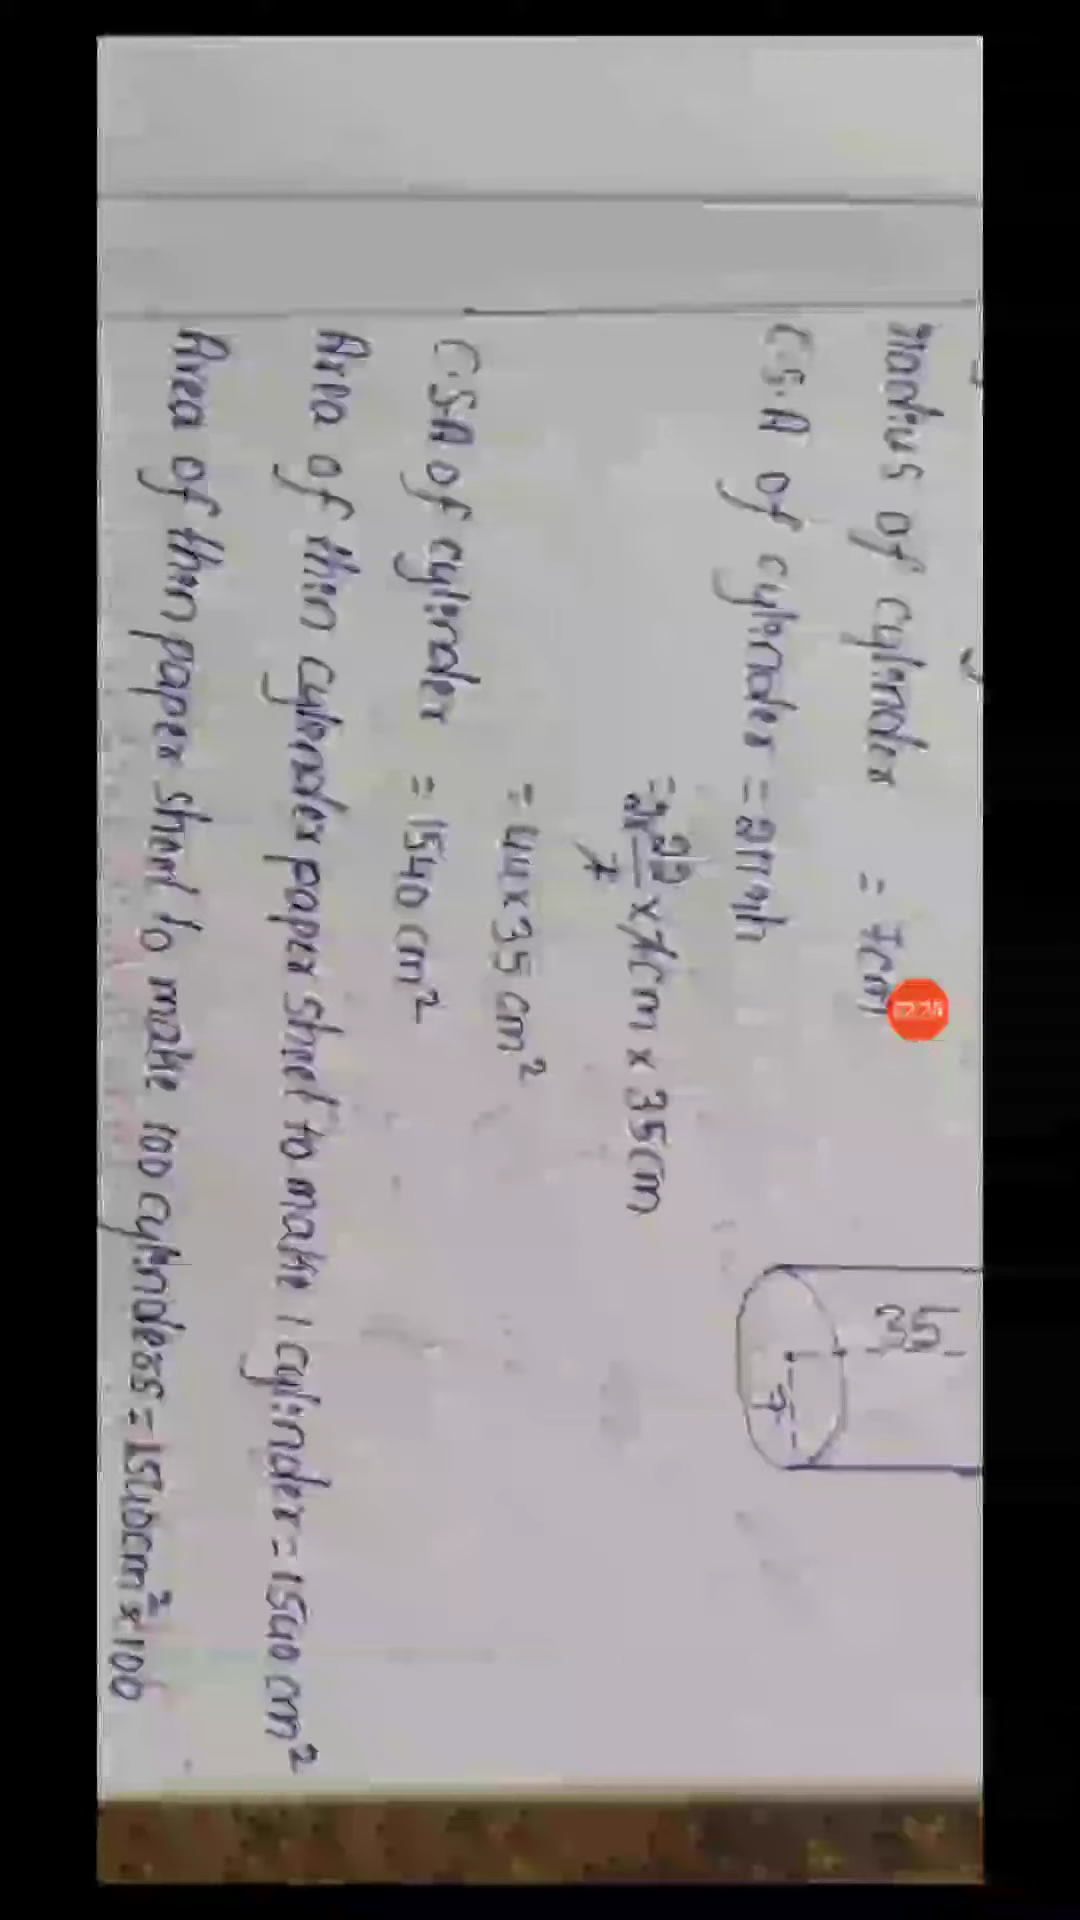 Radius of cylinder = 7cm
C.S.A of cylinder = 2πrh
= 2 × 22/7 × 7cm × 35cm
= 44×35 cm²
C.S.A of cylinder = 1540 cm²
Area of thin cylinder paper sheet to make 1 cylinder = 1540 cm²
Area of thin paper sheet to make 100 cylinders = 1540cm² × 100
35
7